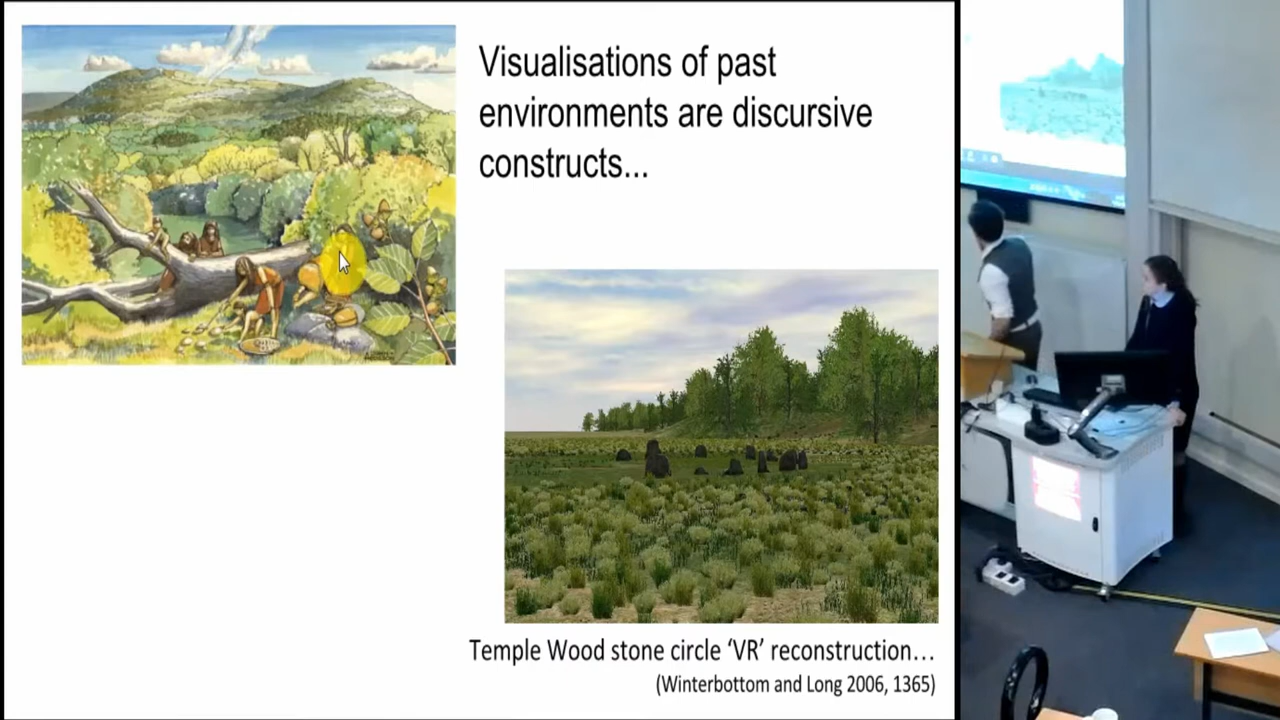 Visualisations of past
environments are discursive
constructs...
Temple Wood stone circle ‘VR’ reconstruction…
(Winterbottom and Long 2006, 1365)